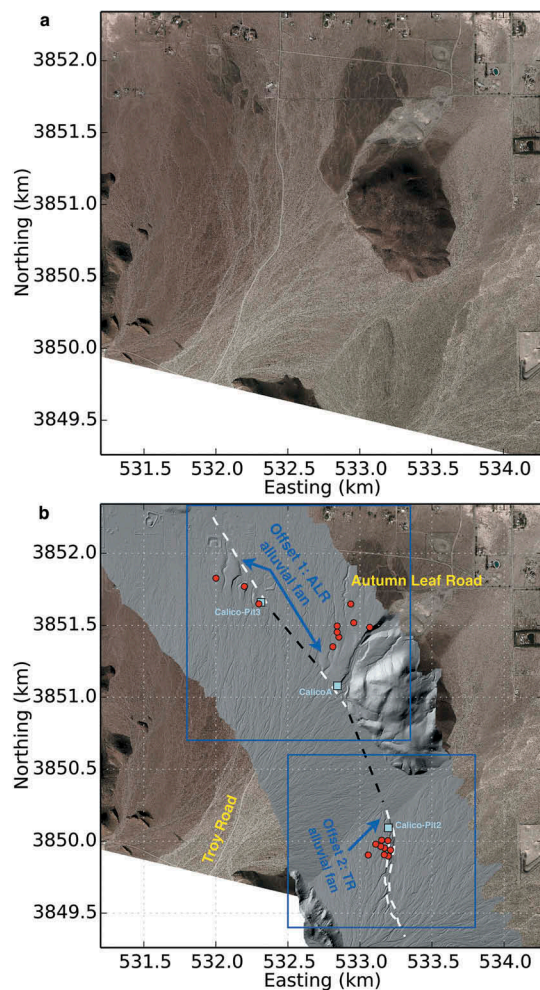 a
3852.0
3851.5
3851.0
3850.5
3850.0
3849.5
Northing (km)
531.5 532.0 532.5 533.0 533.5 534.0
Easting (km)
b
3852.0
3851.5
3851.0
3850.5
3850.0
3849.5
Northing (km)
Offset 1: ALR
alluvial fan
Autumn Leaf Road
Calico-Pit3
CalicoA
Troy Road
Offset 2: TR
alluvial fan
Calico-Pit2
531.5 532.0 532.5 533.0 533.5 534.0
Easting (km)